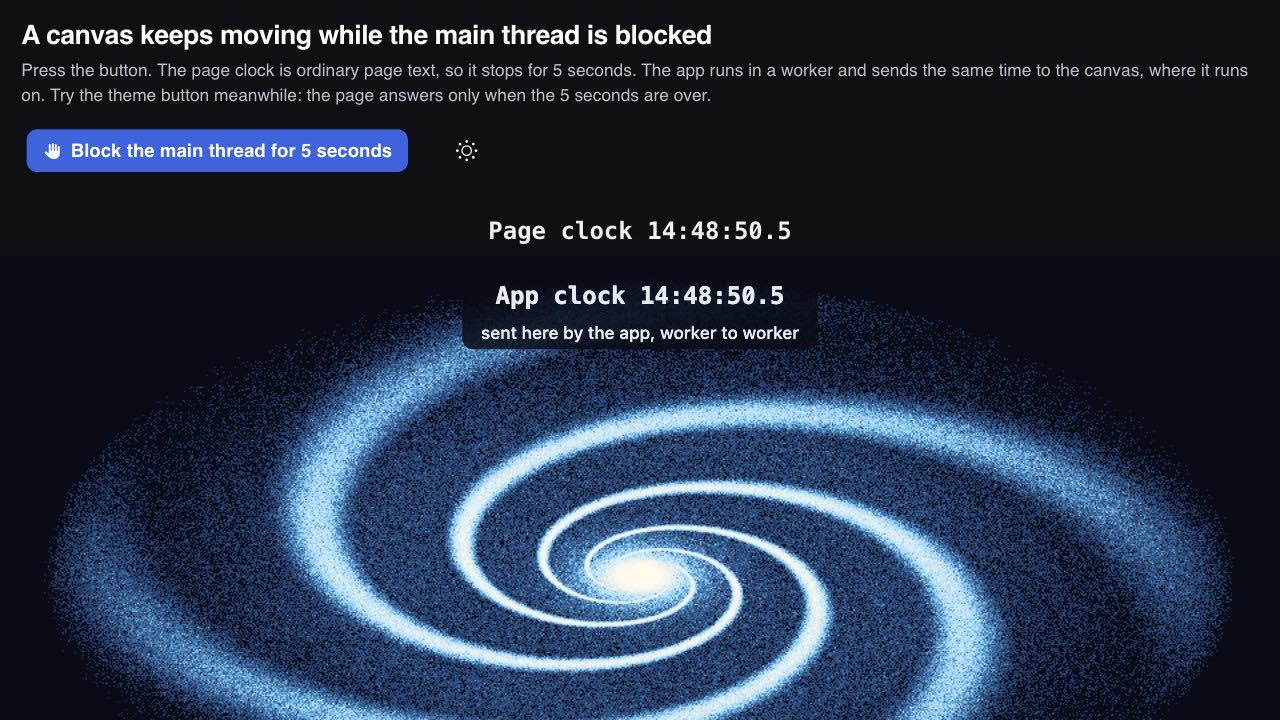 A canvas keeps moving while the main thread is blocked
Press the button. The page clock is ordinary page text, so it stops for 5 seconds. The app runs in a worker and sends the same time to the canvas, where it runs
on. Try the theme button meanwhile: the page answers only when the 5 seconds are over.
Block the main thread for 5 seconds
Page clock 14:48:50.5
App clock 14:48:50.5
sent here by the app, worker to worker